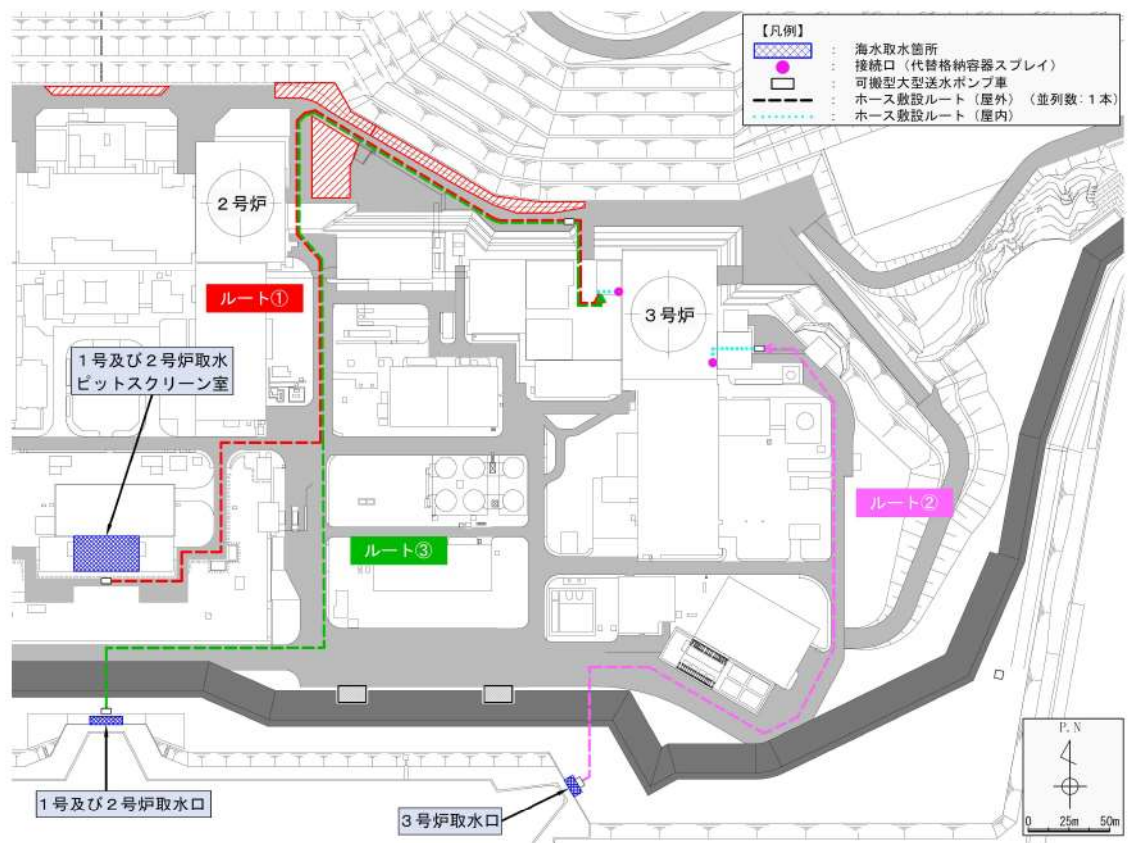 【凡例】
： 海水取水箇所
： 接続口（代替格納容器スプレイ）
： 可搬型大型送水ポンプ車
： ホース敷設ルート（屋外）（並列数：１本）
： ホース敷設ルート（屋内）
２号炉
ルート①
３号炉
１号及び２号炉取水
ピットスクリーン室
ルート②
ルート③
１号及び２号炉取水口
３号炉取水口
P.N
0 25m 50m